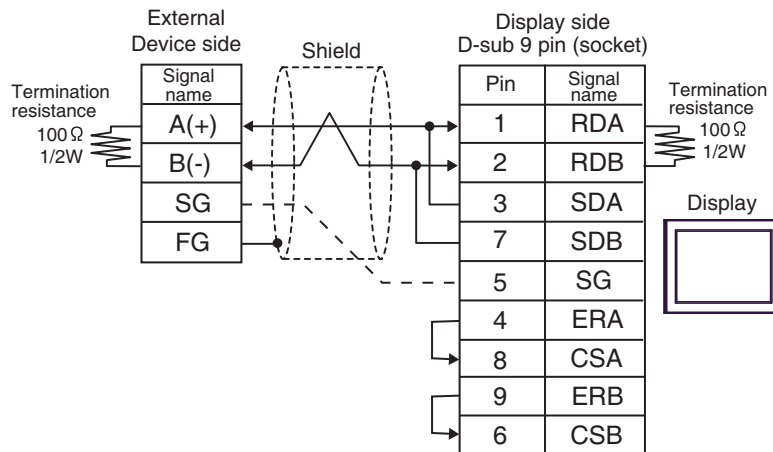 External
Device side
Shield
Display side
D-sub 9 pin (socket)
Termination
resistance
100Ω
1/2W
Signal
name
A(+)
B(-)
SG
FG
Pin Signal
name
1 RDA
2 RDB
3 SDA
7 SDB
5 SG
4 ERA
8 CSA
9 ERB
6 CSB
Termination
resistance
100Ω
1/2W
Display